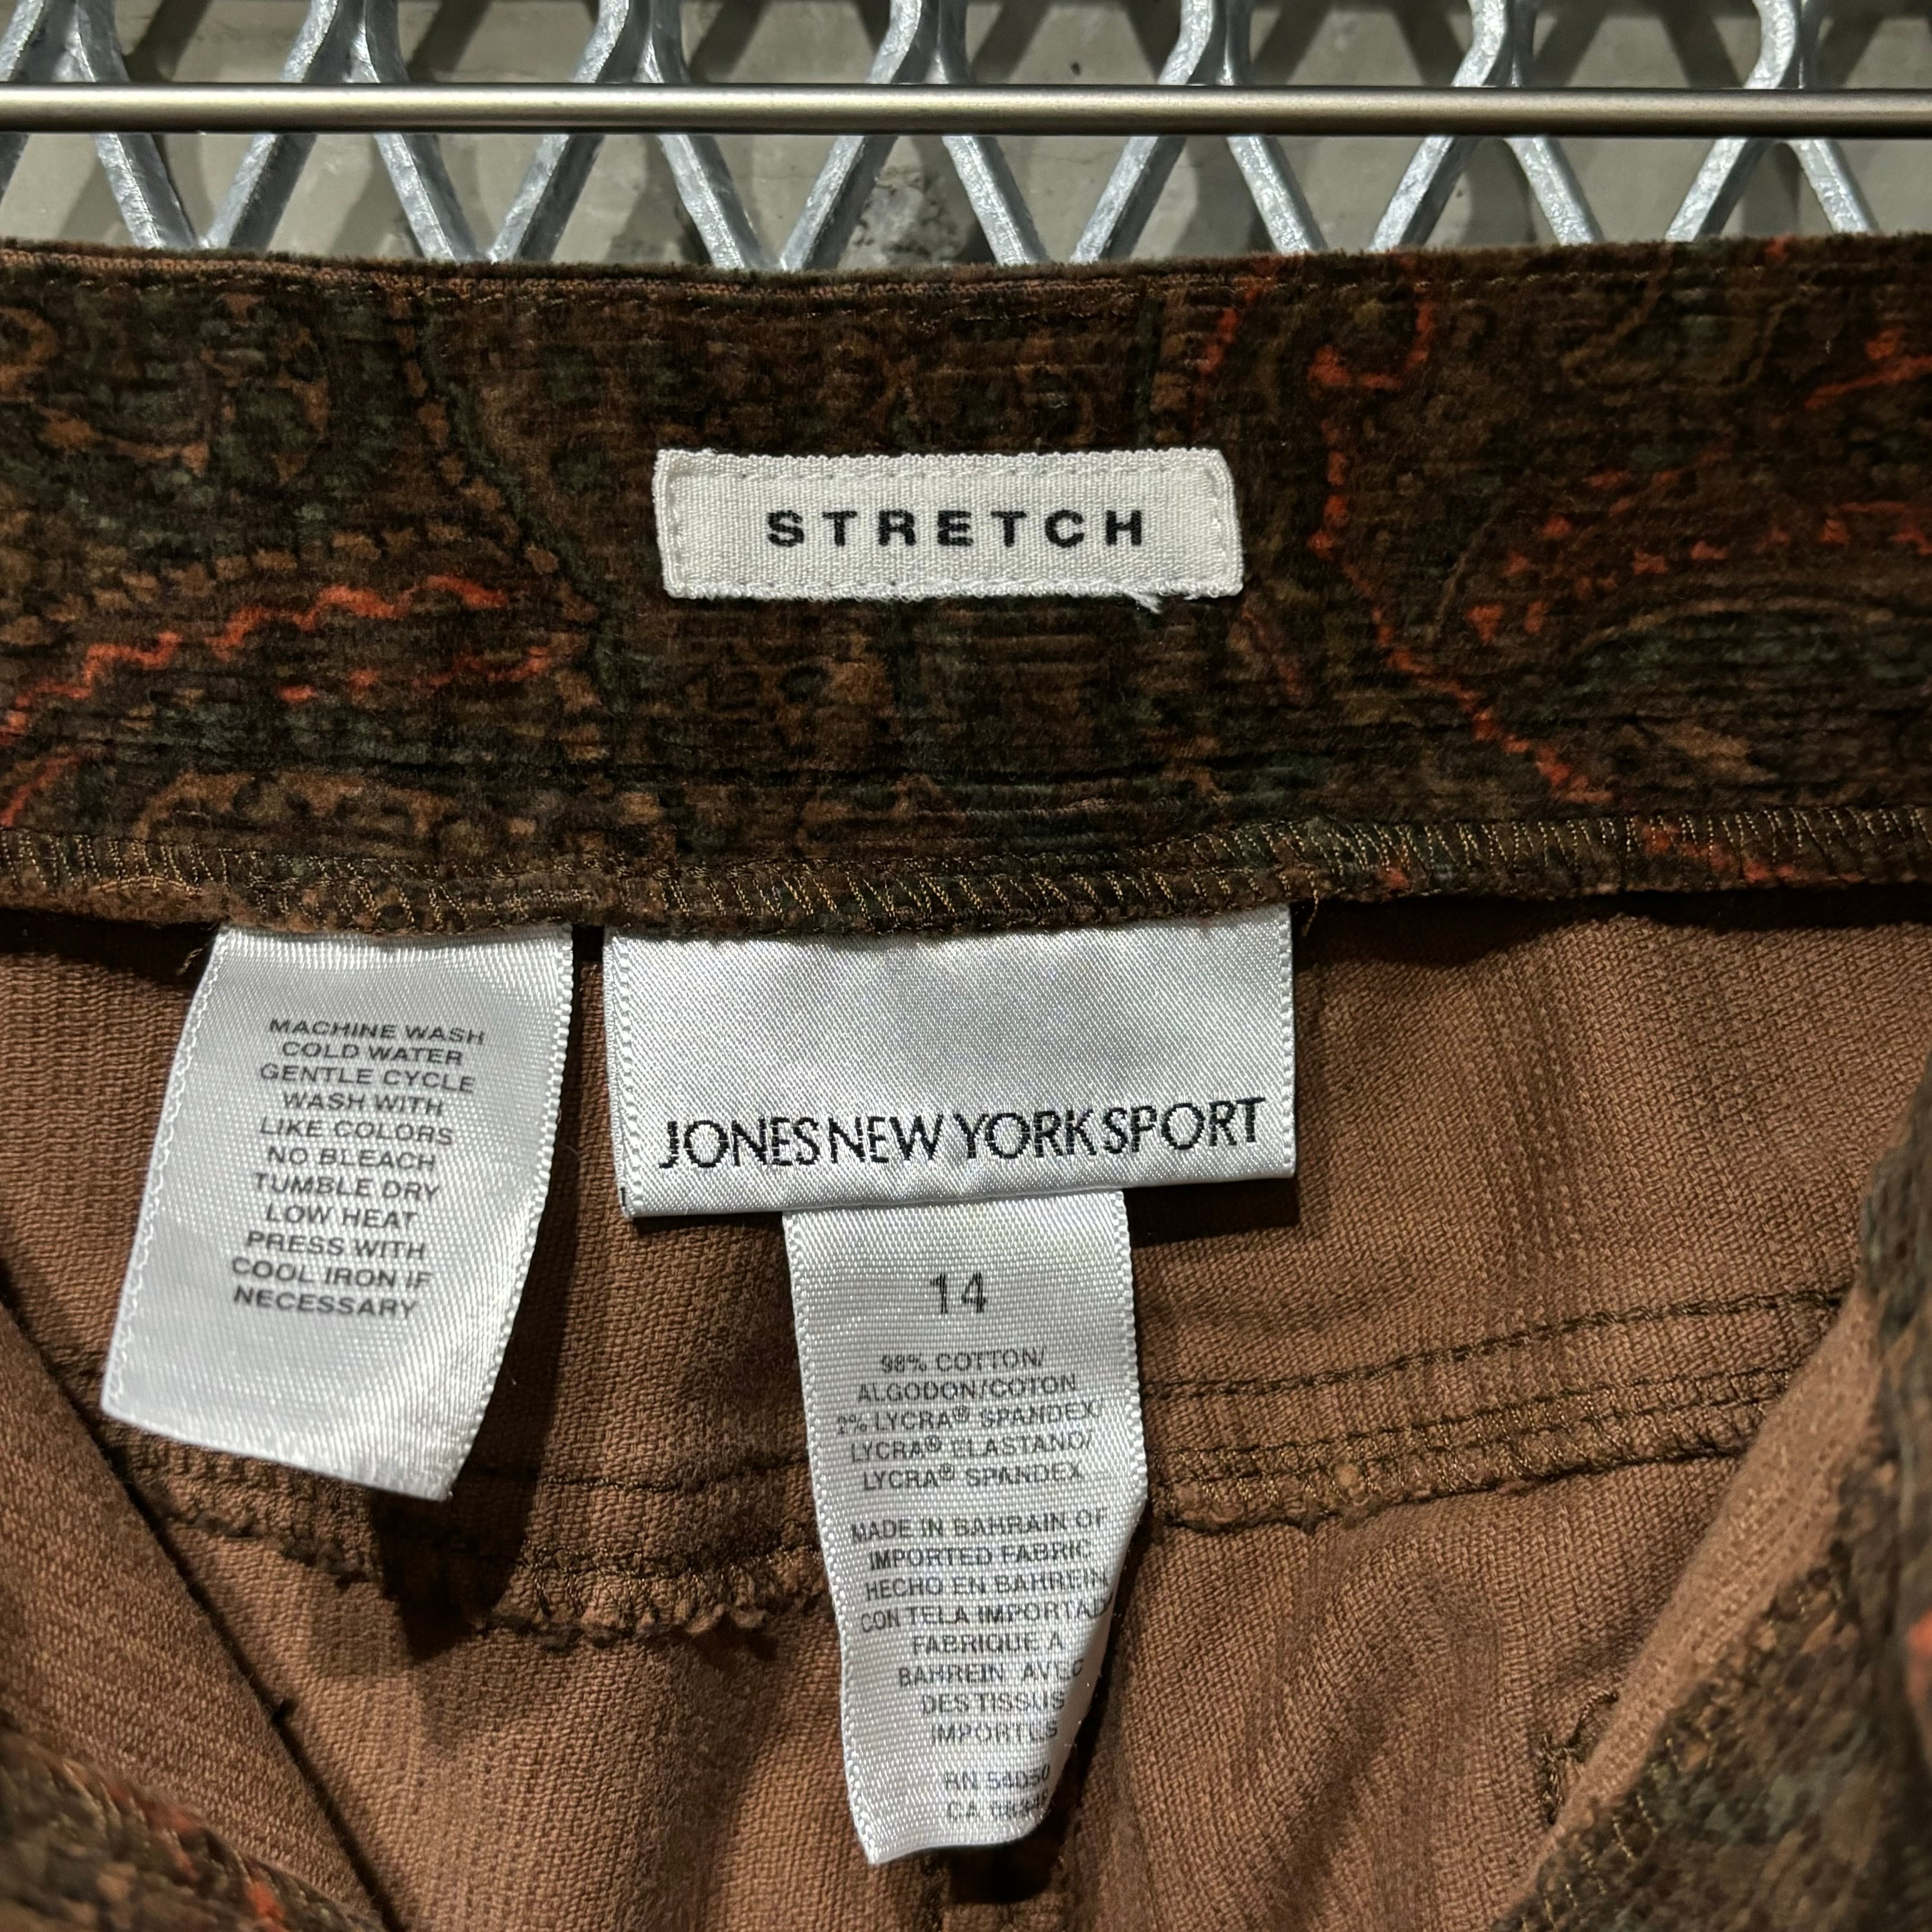 STRETCH
MACHINE WASH
COLD WATER
GENTLE CYCLE
WASH WITH
LIKE COLORS
NO BLEACH
TUMBLE DRY
LOW HEAT
PRESS WITH
COOL IRON IF
NECESSARY
JONES NEW YORK SPORT
14
98% COTTON/
ALGODON/COTON
2% LYCRA® SPANDEX/
LYCRA® ELASTANO/
LYCRA® SPANDEX
MADE IN BAHRAIN OF
IMPORTED FABRIC
HECHO EN BAHREIN
CON TELA IMPORTAD
FABRIQUE A
BAHREIN AVEC
DES TISSUS
IMPORTES
RN 54050
CA